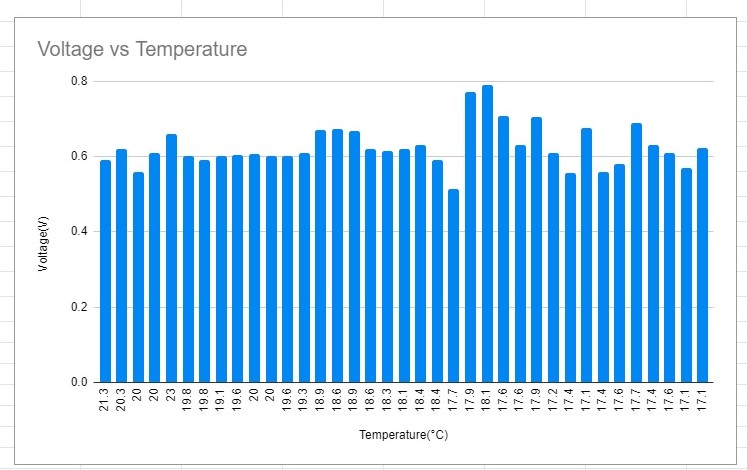 Voltage vs Temperature
0.8
0.6
0.4
0.2
0.0
Voltage(V)
21.3 20.3 20 20 23 19.8 19.8 19.1 19.6 20 20 19.6 19.3 18.9 18.6 18.9 18.6 18.3 18.1 18.4 18.4 17.7 17.9 18.1 17.6 17.6 17.9 17.2 17.4 17.1 17.4 17.6 17.7 17.4 17.6 17.1 17.1
Temperature(°C)